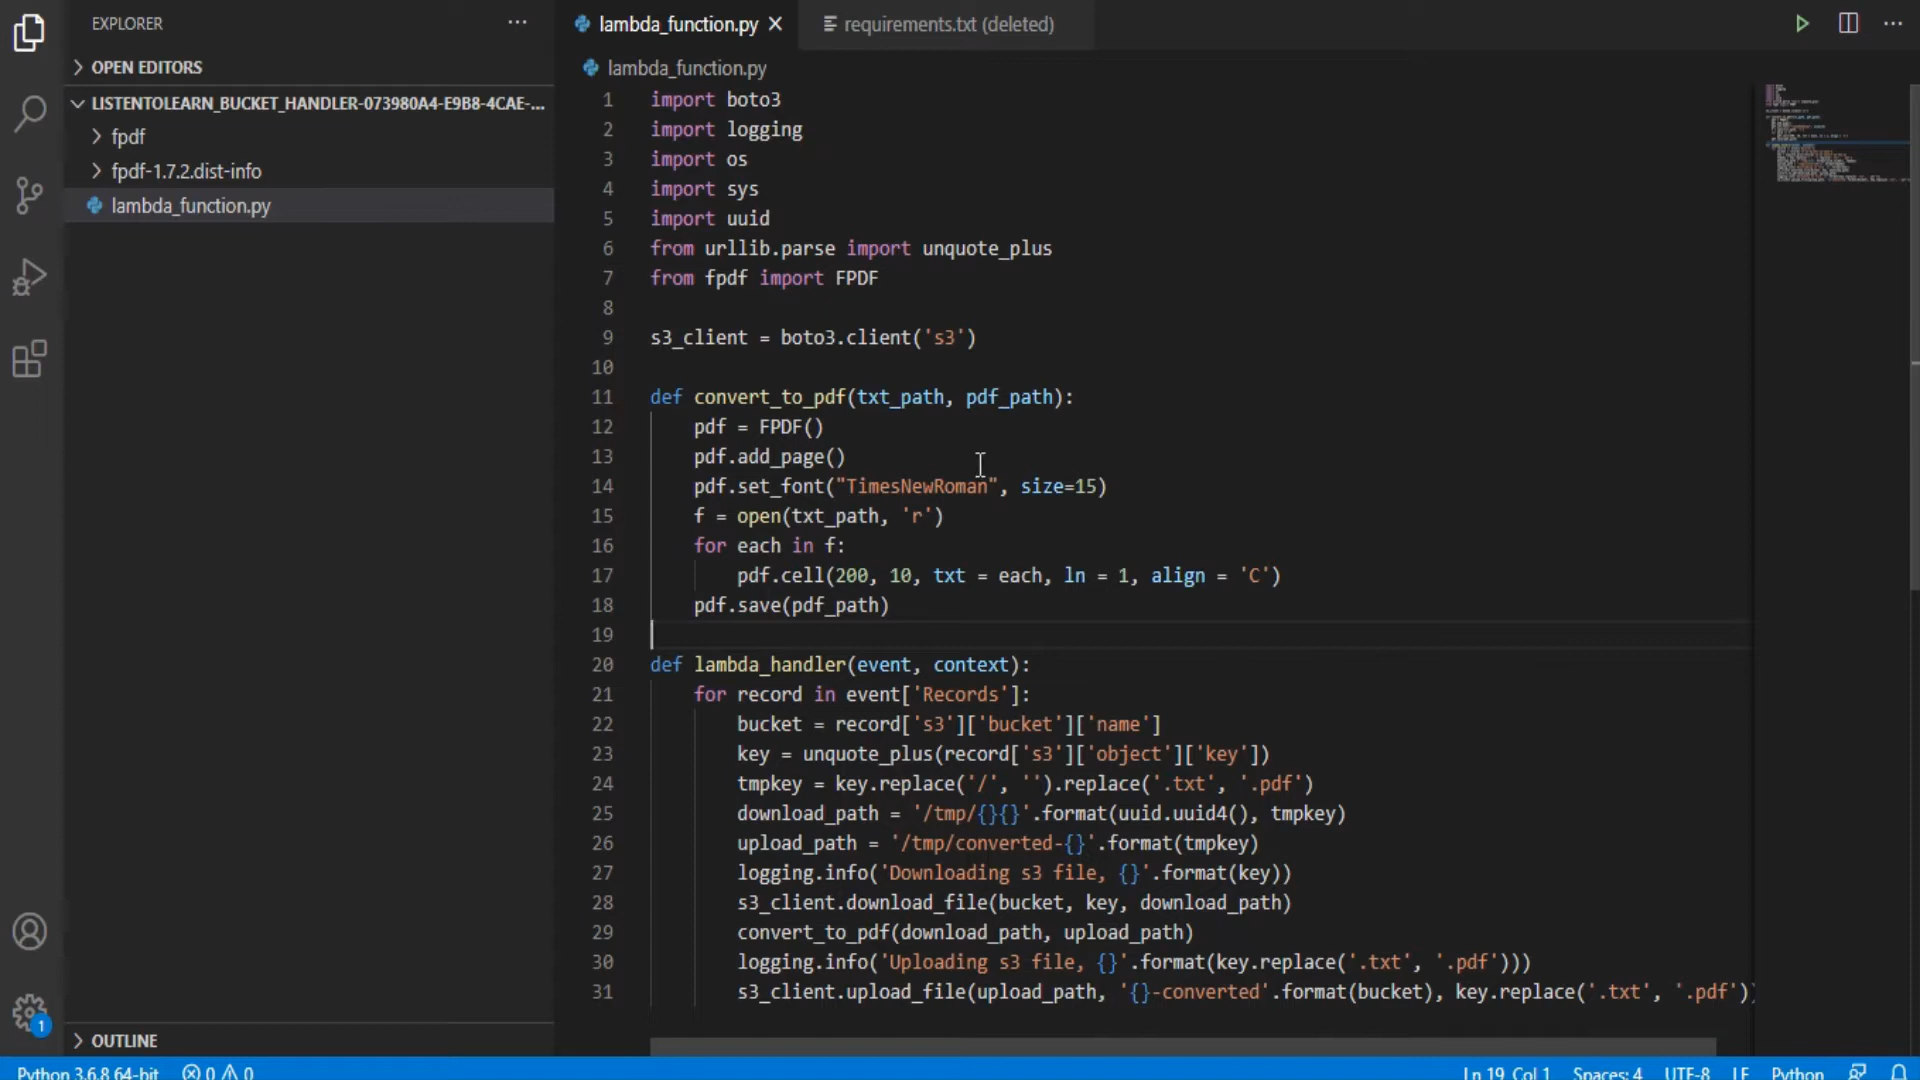 EXPLORER
OPEN EDITORS
LISTENTOLEARN_BUCKET_HANDLER-073980A4-E9B8-4CAE-...
fpdf
fpdf-1.7.2.dist-info
lambda_function.py
OUTLINE
lambda_function.py
requirements.txt (deleted)
lambda_function.py
1 import boto3
2 import logging
3 import os
4 import sys
5 import uuid
6 from urllib.parse import unquote_plus
7 from fpdf import FPDF
8
9 s3_client = boto3.client('s3')
10
11 def convert_to_pdf(txt_path, pdf_path):
12 pdf = FPDF()
13 pdf.add_page()
14 pdf.set_font("TimesNewRoman", size=15)
15 f = open(txt_path, 'r')
16 for each in f:
17 pdf.cell(200, 10, txt = each, ln = 1, align = 'C')
18 pdf.save(pdf_path)
19
20 def lambda_handler(event, context):
21 for record in event['Records']:
22 bucket = record['s3']['bucket']['name']
23 key = unquote_plus(record['s3']['object']['key'])
24 tmpkey = key.replace('/', '').replace('.txt', '.pdf')
25 download_path = '/tmp/{}{}'.format(uuid.uuid4(), tmpkey)
26 upload_path = '/tmp/converted-{}'.format(tmpkey)
27 logging.info('Downloading s3 file, {}'.format(key))
28 s3_client.download_file(bucket, key, download_path)
29 convert_to_pdf(download_path, upload_path)
30 logging.info('Uploading s3 file, {}'.format(key.replace('.txt', '.pdf')))
31 s3_client.upload_file(upload_path, '{}-converted'.format(bucket), key.replace('.txt', '.pdf'))
1
Python 3.6.8 64-bit 0 0 Ln 19, Col 1 Spaces: 4 UTF-8 LF Python